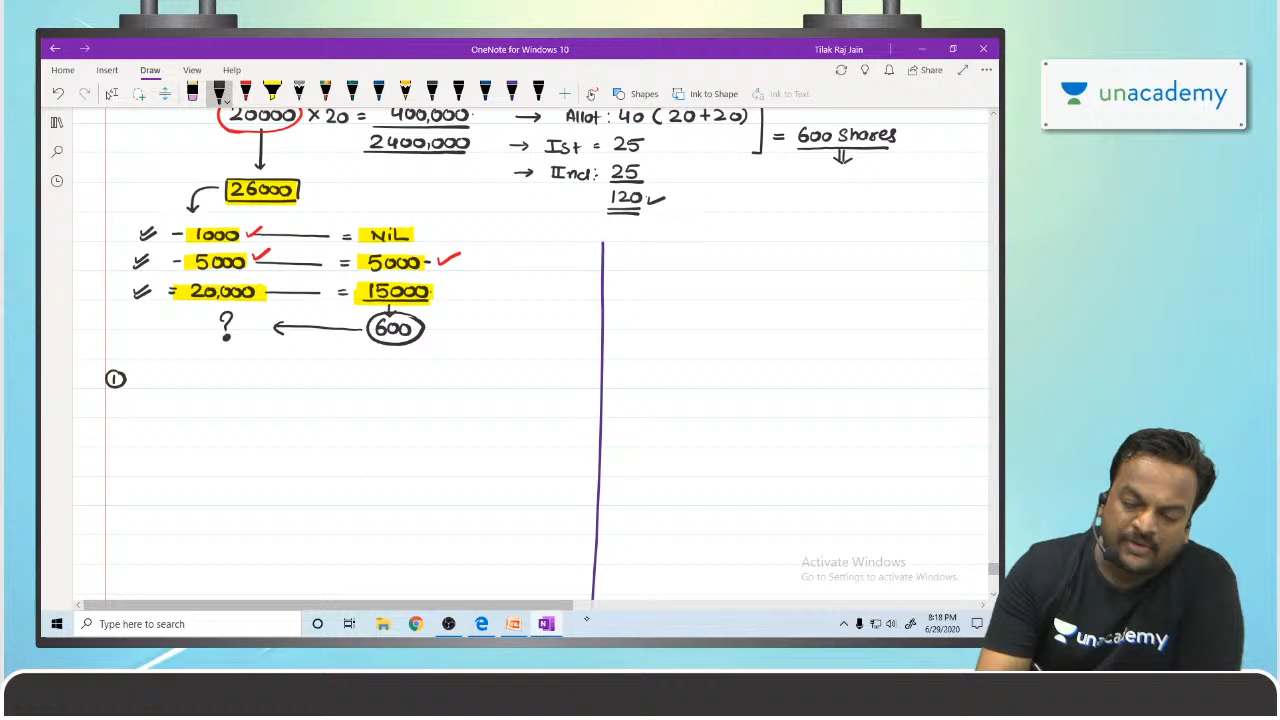 OneNote for Windows 10
Tilak Raj Jain
Home Insert Draw View Help
Share
Shapes
Ink to Shape
Ink to Text
20000 × 20 = 400,000
2400,000
→ Allot: 40 (20+20)
→ Ist = 25
→ IInd: 25
120 ✓
= 600 Shares
26000
- 1000 ✓ = NiL
- 5000 ✓ = 5000 - ✓
= 20,000 = 15000
? ← 600
①
Activate Windows
Go to Settings to activate Windows.
Type here to search
8:18 PM
6/29/2020
unacademy
unacademy